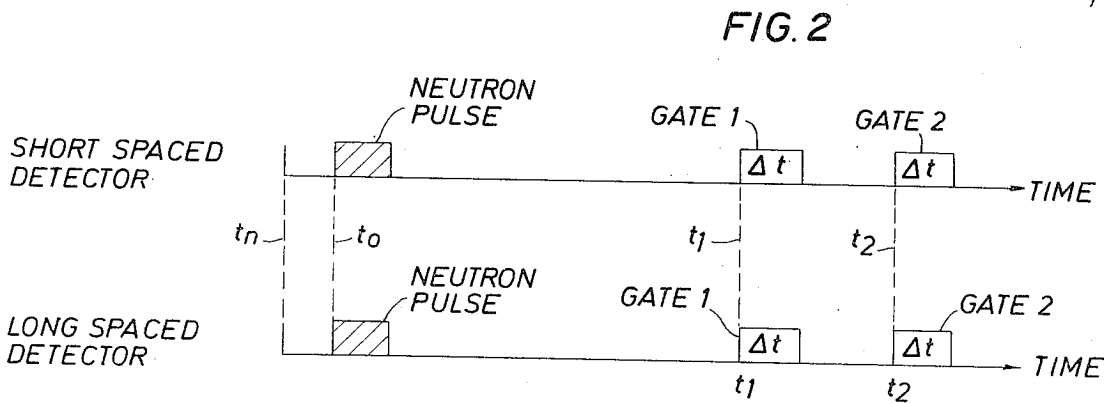 FIG. 2
NEUTRON
PULSE
GATE 1
GATE 2
SHORT SPACED
DETECTOR
Δt
Δt
TIME
tn
to
t1
t2
NEUTRON
PULSE
GATE 1
GATE 2
LONG SPACED
DETECTOR
Δt
Δt
TIME
t1
t2